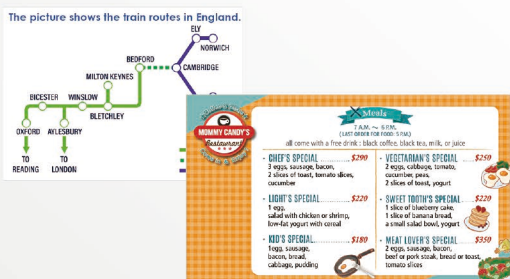 The picture shows the train routes in England.
ELY
NORWICH
BEDFORD
CAMBRIDGE
MILTON KEYNES
BICESTER
WINSLOW
BLETCHLEY
OXFORD
AYLESBURY
TO
READING
TO
LONDON
MOMMY CANDY'S
Restaurant
Meals
7 A.M. ~ 6 P.M.
(LAST ORDER FOR FOOD: 5 P.M.)
all come with a free drink : black coffee, black tea, milk, or juice
• CHEF'S SPECIAL ............ $290
3 eggs, sausage, bacon,
2 slices of toast, tomato slices,
cucumber
• LIGHT'S SPECIAL ............ $220
1 egg,
salad with chicken or shrimp,
low-fat yogurt with cereal
• KID'S SPECIAL ............ $180
1egg, sausage,
bacon, bread,
cabbage, pudding
• VEGETARIAN'S SPECIAL ...... $250
2 eggs, cabbage, tomato,
cucumber, peas,
2 slices of toast, yogurt
• SWEET TOOTH'S SPECIAL ..... $220
1 slice of blueberry cake,
1 slice of banana bread,
a small salad bowl, yogurt
• MEAT LOVER'S SPECIAL ...... $350
2 eggs, sausage, bacon,
beef or pork steak, bread or toast,
tomato slices